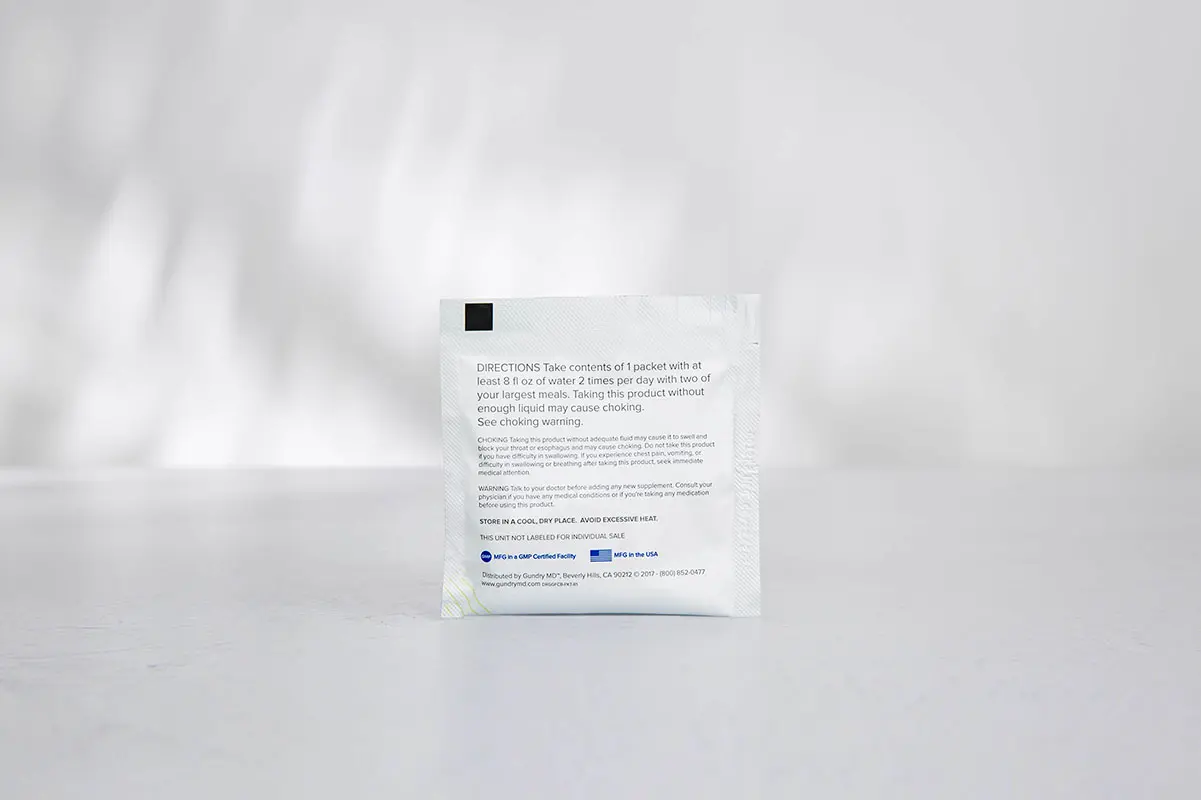 DIRECTIONS Take contents of 1 packet with at
least 8 fl oz of water 2 times per day with two of
your largest meals. Taking this product without
enough liquid may cause choking.
See choking warning.
CHOKING Taking this product without adequate fluid may cause it to swell and
block your throat or esophagus and may cause choking. Do not take this product
if you have difficulty in swallowing. If you experience chest pain, vomiting, or
difficulty in swallowing or breathing after taking this product, seek immediate
medical attention.
WARNING Talk to your doctor before adding any new supplement. Consult your
physician if you have any medical conditions or if you're taking any medication
before using this product.
STORE IN A COOL, DRY PLACE. AVOID EXCESSIVE HEAT.
THIS UNIT NOT LABELED FOR INDIVIDUAL SALE
GMP MFG in a GMP Certified Facility MFG in the USA
Distributed by Gundry MD™, Beverly Hills, CA 90212 © 2017 - (800) 852-0477
www.gundrymd.com